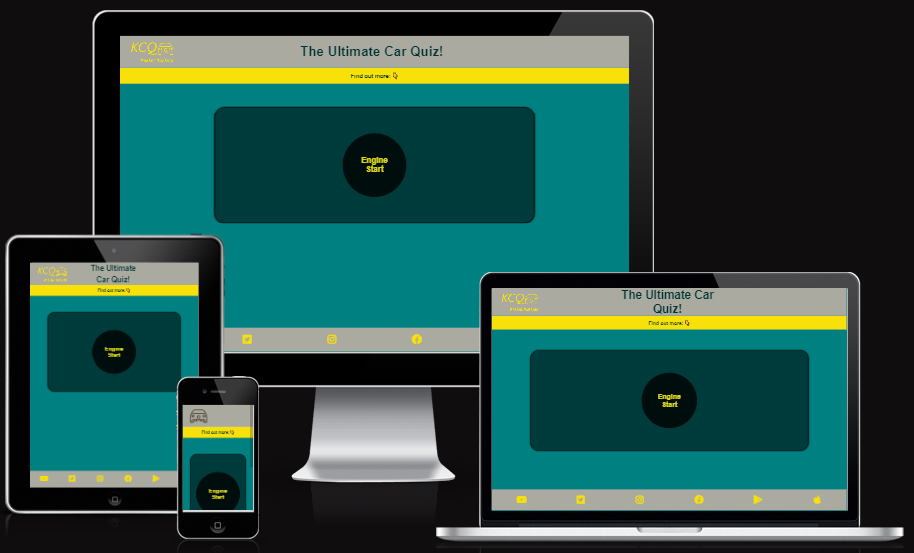 KCQ
The Ultimate Car Quiz!
Find out more:
Engine
Start
KCQ
The Ultimate
Car Quiz!
Find out more:
Engine
Start
Find out more:
Engine
Start
KCQ
The Ultimate Car
Quiz!
Find out more:
Engine
Start